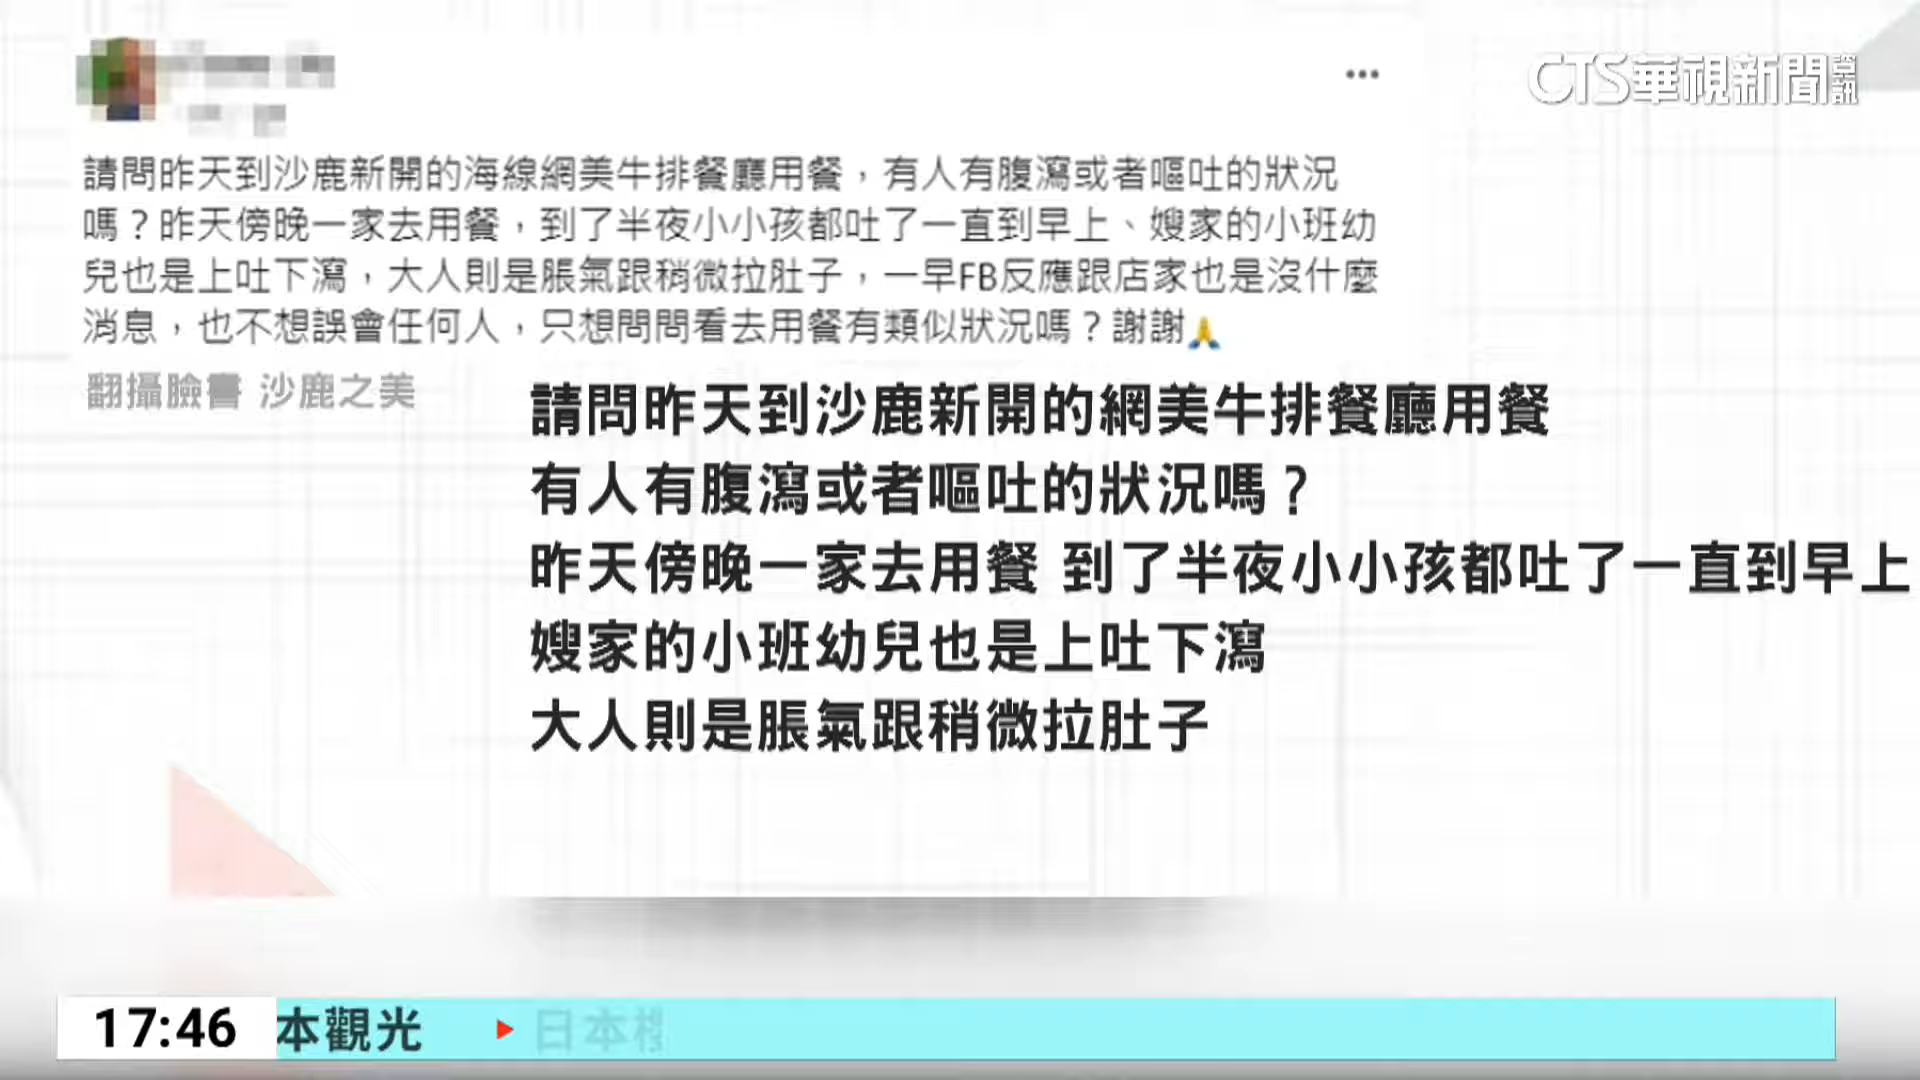 CTS華視新聞資訊
請問昨天到沙鹿新開的海線網美牛排餐廳用餐，有人有腹瀉或者嘔吐的狀況
嗎？昨天傍晚一家去用餐，到了半夜小小孩都吐了一直到早上、嫂家的小班幼
兒也是上吐下瀉，大人則是脹氣跟稍微拉肚子，一早FB反應跟店家也是沒什麼
消息，也不想誤會任何人，只想問問看去用餐有類似狀況嗎？謝謝🙏
翻攝臉書 沙鹿之美
請問昨天到沙鹿新開的網美牛排餐廳用餐
有人有腹瀉或者嘔吐的狀況嗎？
昨天傍晚一家去用餐 到了半夜小小孩都吐了一直到早上
嫂家的小班幼兒也是上吐下瀉
大人則是脹氣跟稍微拉肚子
17:46 本觀光 ▶ 日本